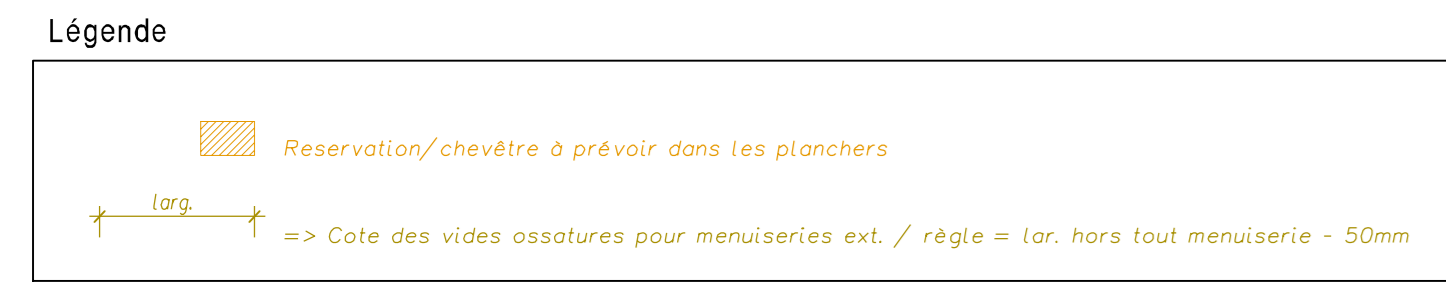 Légende
Reservation/chevêtre à prévoir dans les planchers
larg.
=> Cote des vides ossatures pour menuiseries ext. / règle = lar. hors tout menuiserie - 50mm